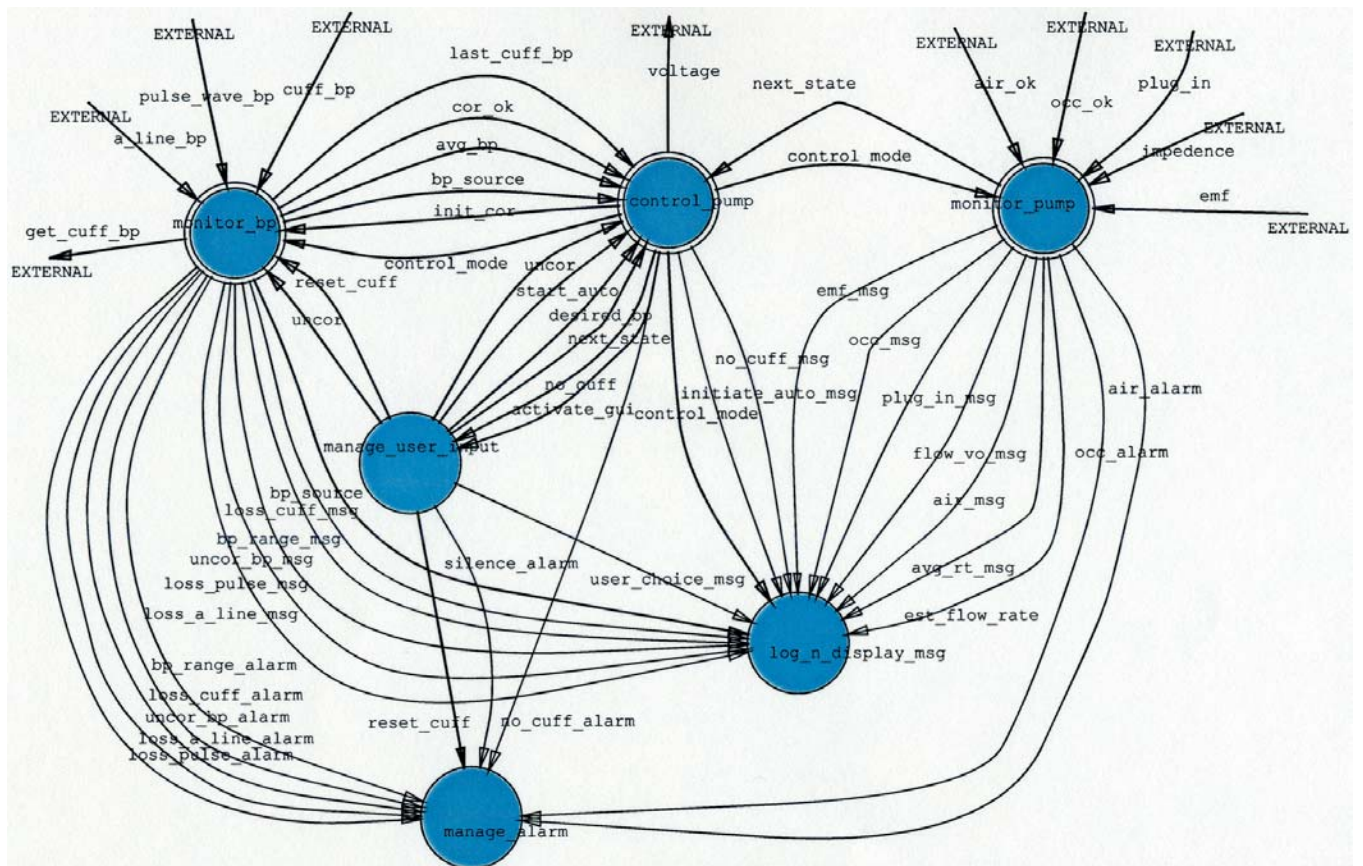 EXTERNAL
EXTERNAL
EXTERNAL
EXTERNAL
EXTERNAL
EXTERNAL
last_cuff_bp
voltage
next_state
air_ok
occ_ok
plug_in
pulse_wave_bp
cuff_bp
EXTERNAL
a_line_bp
cor_ok
EXTERNAL
avg_bp
control_mode
impedence
bp_source
control_pump
monitor_pump
emf
init_cor
monitor_bp
EXTERNAL
get_cuff_bp
EXTERNAL
control_mode
uncor
reset_cuff
start_auto
emf_msg
desired_bp
uncor
next_state
occ_msg
no_cuff_msg
no_cuff
initiate_auto_msg
air_alarm
activate_gui
control_mode
plug_in_msg
manage_user_input
flow_vo_msg
occ_alarm
bp_source
loss_cuff_msg
air_msg
bp_range_msg
uncor_bp_msg
silence_alarm
avg_rt_msg
loss_pulse_msg
user_choice_msg
loss_a_line_msg
est_flow_rate
log_n_display_msg
bp_range_alarm
loss_cuff_alarm
uncor_bp_alarm
reset_cuff
no_cuff_alarm
loss_a_line_alarm
loss_pulse_alarm
manage_alarm